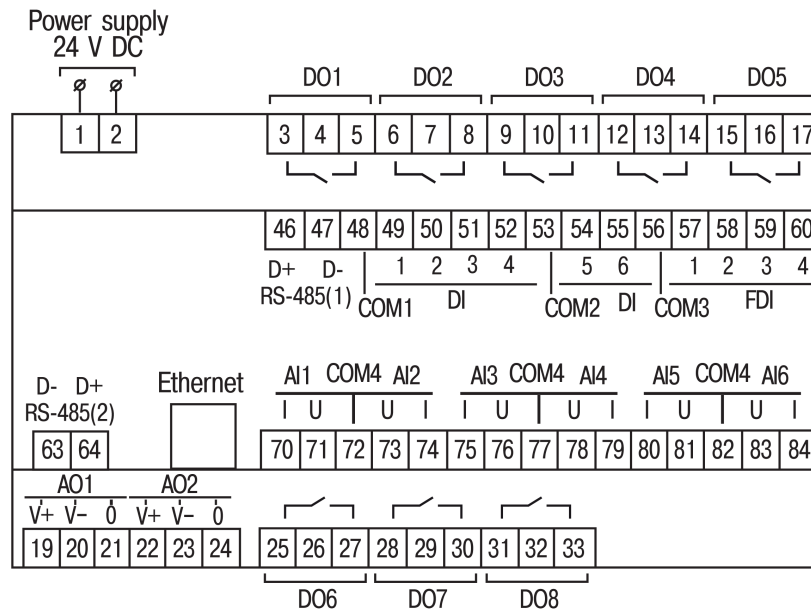 Power supply
24 V DC
DO1 DO2 DO3 DO4 DO5
1 2 3 4 5 6 7 8 9 10 11 12 13 14 15 16 17
46 47 48 49 50 51 52 53 54 55 56 57 58 59 60
D+ D- 1 2 3 4 5 6 1 2 3 4
RS-485(1) COM1 DI COM2 DI COM3 FDI
D- D+ Ethernet AI1 COM4 AI2 AI3 COM4 AI4 AI5 COM4 AI6
RS-485(2) I U U I I U U I I U U I
63 64 70 71 72 73 74 75 76 77 78 79 80 81 82 83 84
AO1 AO2
V+ V- 0 V+ V- 0
19 20 21 22 23 24 25 26 27 28 29 30 31 32 33
DO6 DO7 DO8